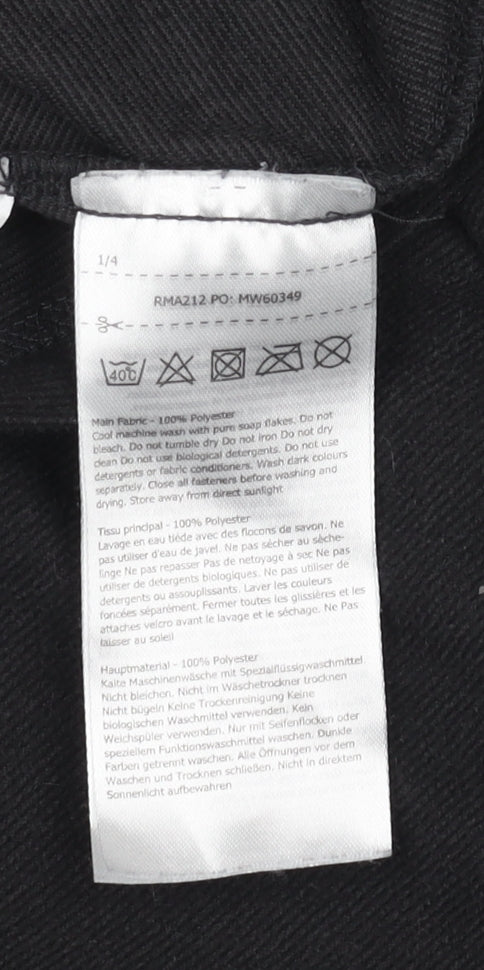 1/4
RMA212 PO: MW60349
40C
Main Fabric - 100% Polyester
Cool machine wash with pure soap flakes. Do not
bleach. Do not tumble dry Do not iron Do not dry
clean Do not use biological detergents. Do not use
detergents or fabric conditioners. Wash dark colours
separately. Close all fasteners before washing and
drying. Store away from direct sunlight
Tissu principal - 100% Polyester
Lavage en eau tiède avec des flocons de savon. Ne
pas utiliser d'eau de javel. Ne pas sécher au sèche-
linge Ne pas repasser Pas de netoyage à sec Ne pas
utiliser de detergents biologiques. Ne pas utiliser de
detergents ou assouplissants. Laver les couleurs
foncées séparément. Fermer toutes les glissières et les
attaches velcro avant le lavage et le séchage. Ne Pas
laisser au soleil
Hauptmaterial - 100% Polyester
Kalte Maschinenwäsche mit Spezialflüssigwaschmittel
Nicht bleichen. Nicht im Wäschetrockner trocknen
Nicht bügeln Keine Trockenreinigung Keine
biologischen Waschmittel verwenden. Kein
Weichspüler verwenden. Nur mit Seifenflocken oder
speziellem Funktionswaschmittel waschen. Dunkle
Farben getrennt waschen. Alle Öffnungen vor dem
Waschen und Trocknen schließen. Nicht in direktem
Sonnenlicht aufbewahren